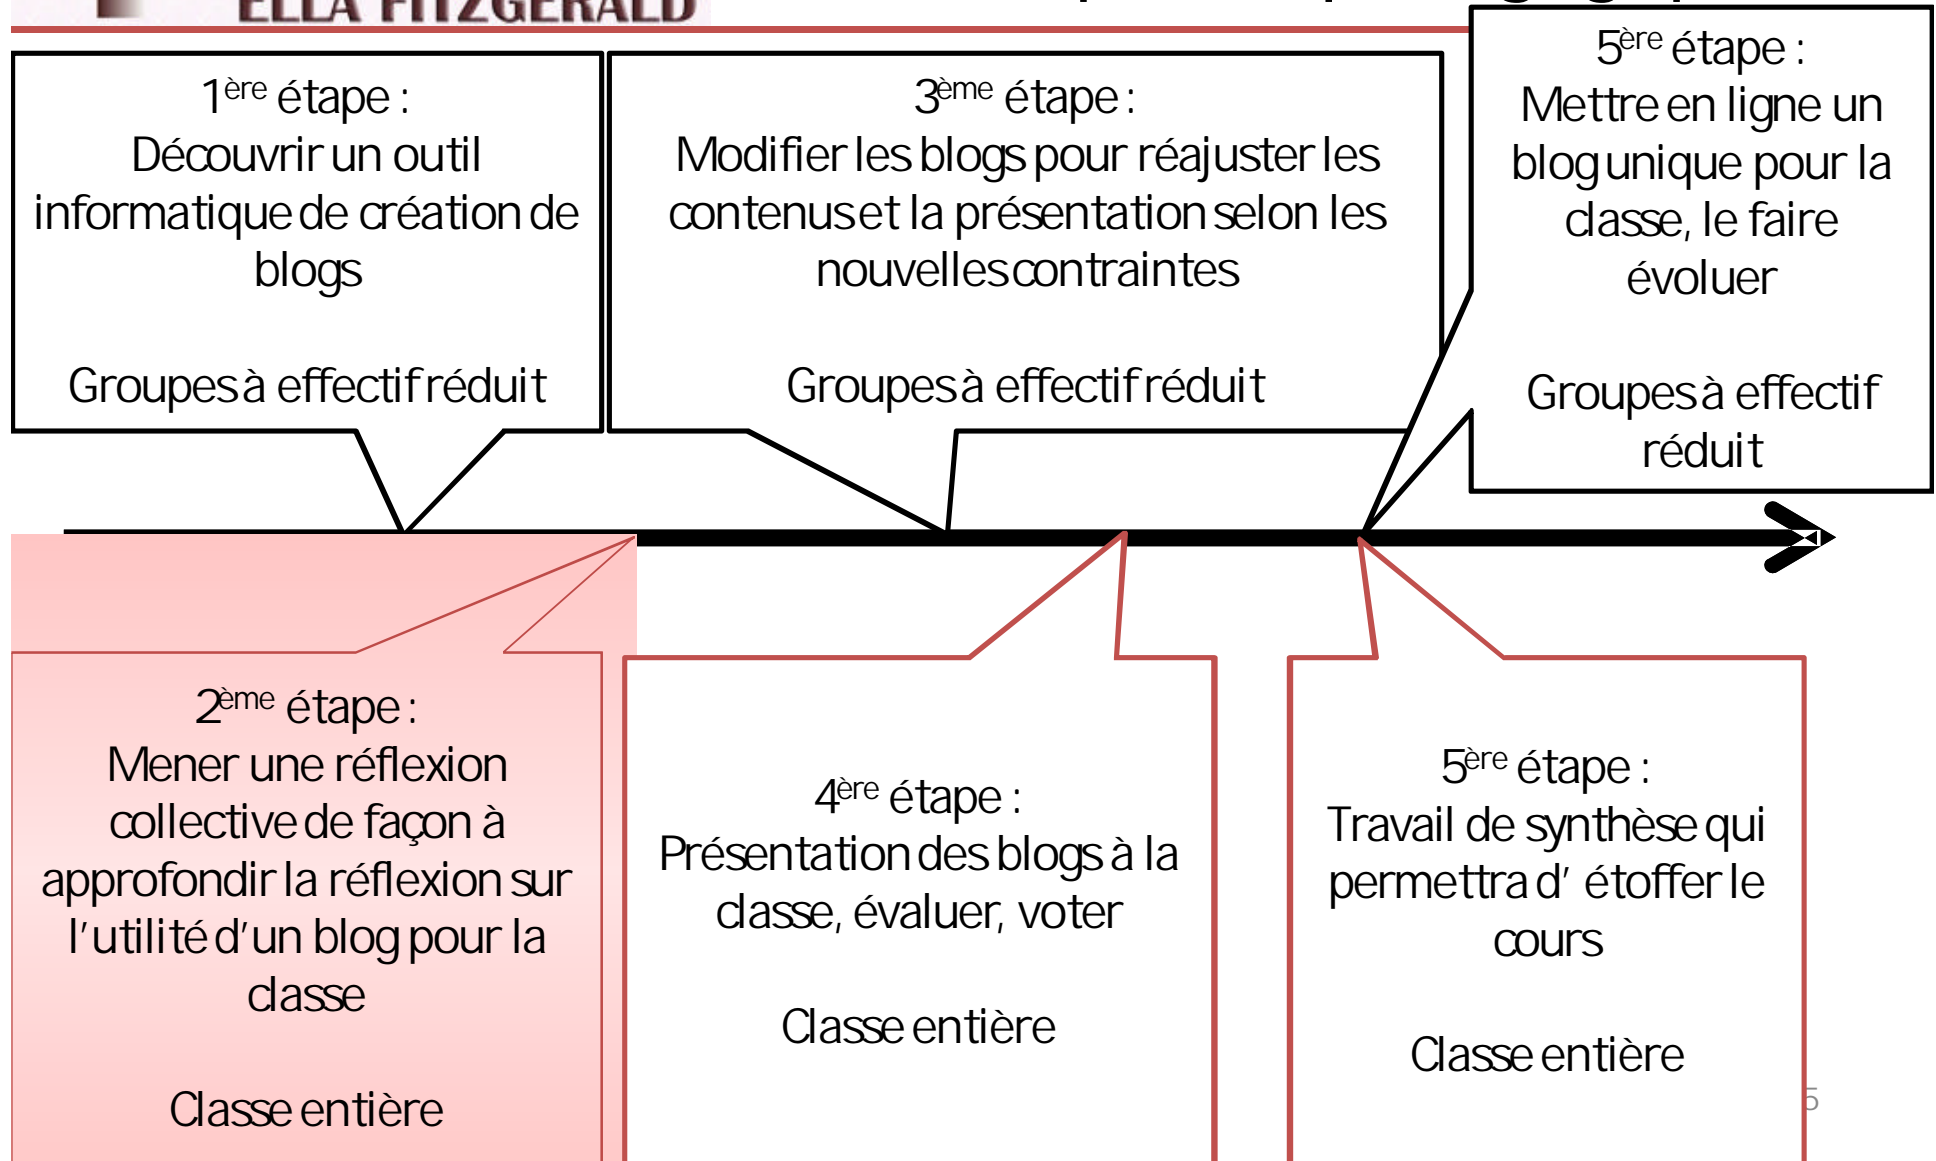 ELLA FITZGERALD
1ère étape :
Découvrir un outil
informatique de création de
blogs
Groupes à effectif réduit
3ème étape :
Modifier les blogs pour réajuster les
contenus et la présentation selon les
nouvelles contraintes
Groupes à effectif réduit
5ère étape :
Mettre en ligne un
blog unique pour la
classe, le faire
évoluer
Groupes à effectif
réduit
2ème étape :
Mener une réflexion
collective de façon à
approfondir la réflexion sur
l'utilité d'un blog pour la
classe
Classe entière
4ère étape :
Présentation des blogs à la
classe, évaluer, voter
Classe entière
5ère étape :
Travail de synthèse qui
permettra d' étoffer le
cours
Classe entière
5